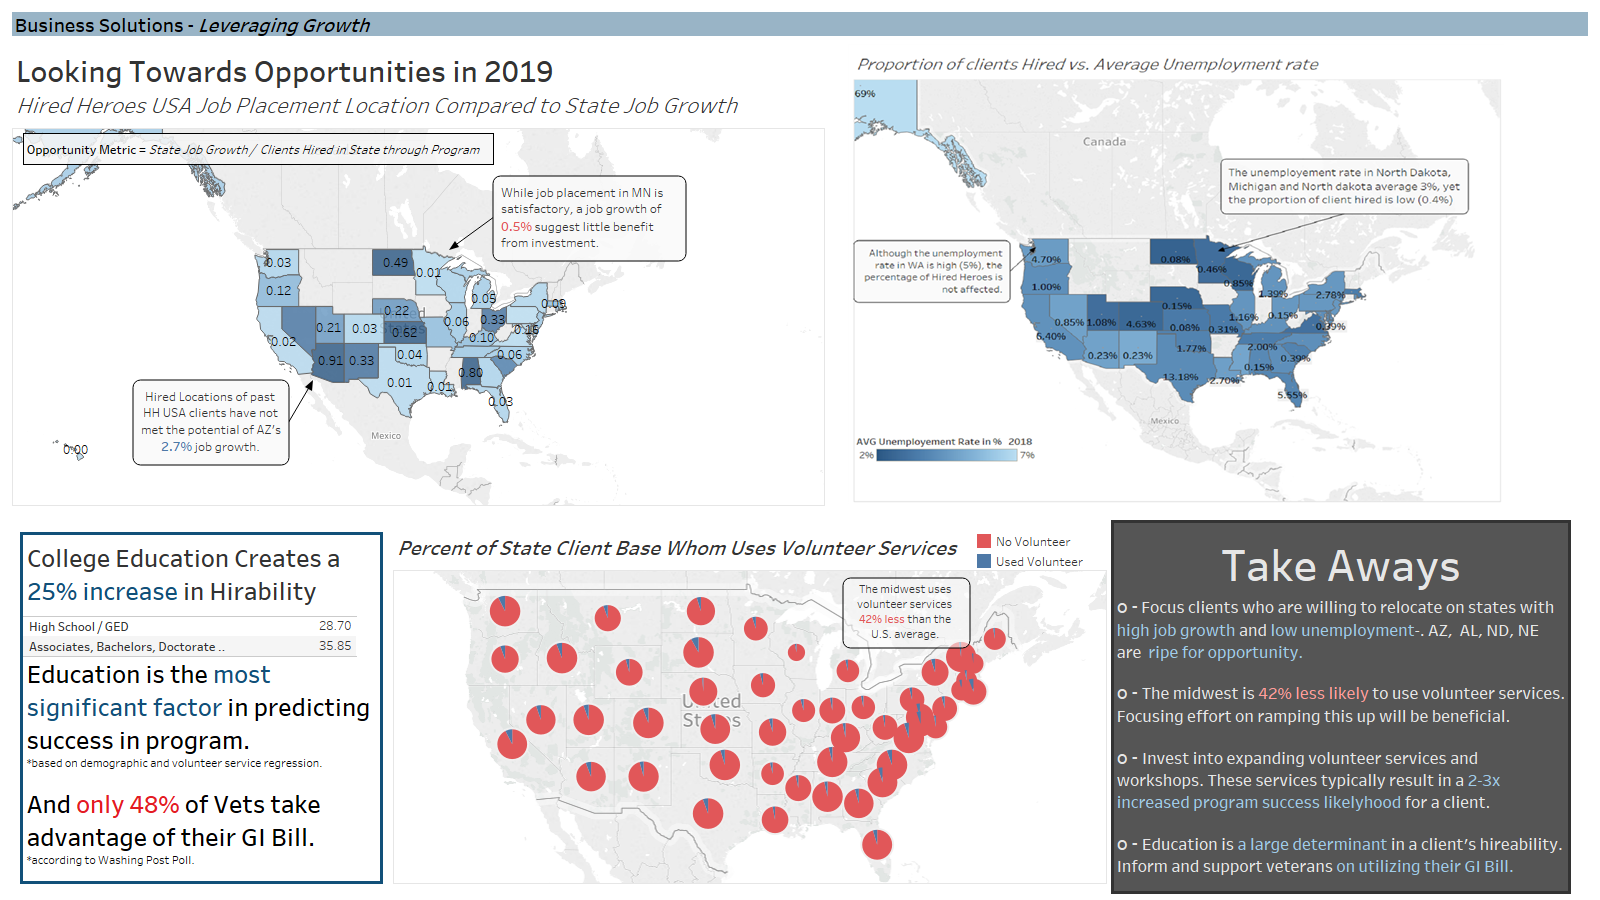 Business Solutions - Leveraging Growth
Looking Towards Opportunities in 2019
Hired Heroes USA Job Placement Location Compared to State Job Growth
Opportunity Metric = State Job Growth / Clients Hired in State through Program
While job placement in MN is
satisfactory, a job growth of
0.5% suggest little benefit
from investment.
0.03
0.49
0.01
0.12
0.05
0.09
0.22
0.21
0.03
0.62
0.06
0.33
0.16
0.02
0.10
0.91
0.33
0.04
0.06
0.80
0.01
0.01
0.03
0.00
United
States
Hired Locations of past
HH USA clients have not
met the potential of AZ's
2.7% job growth.
Mexico
Proportion of clients Hired vs. Average Unemployment rate
69%
Canada
The unemployement rate in North Dakota,
Michigan and North dakota average 3%, yet
the proportion of client hired is low (0.4%)
Although the unemployment
rate in WA is high (5%), the
percentage of Hired Heroes is
not affected.
4.70%
0.08%
0.46%
1.00%
0.85%
1.39%
2.78%
0.15%
0.85%
1.08%
4.63%
0.08%
0.31%
1.16%
0.15%
0.39%
6.40%
0.23%
0.23%
1.77%
2.00%
0.39%
0.15%
13.18%
2.70%
5.55%
Mexico
AVG Unemployement Rate in % 2018
2%
7%
College Education Creates a
25% increase in Hirability
High School / GED 28.70
Associates, Bachelors, Doctorate .. 35.85
Education is the most
significant factor in predicting
success in program.
*based on demographic and volunteer service regression.
And only 48% of Vets take
advantage of their GI Bill.
*according to Washing Post Poll.
Percent of State Client Base Whom Uses Volunteer Services
No Volunteer
Used Volunteer
The midwest uses
volunteer services
42% less than the
U.S. average.
United
States
Take Aways
o - Focus clients who are willing to relocate on states with
high job growth and low unemployment-. AZ, AL, ND, NE
are ripe for opportunity.
o - The midwest is 42% less likely to use volunteer services.
Focusing effort on ramping this up will be beneficial.
o - Invest into expanding volunteer services and
workshops. These services typically result in a 2-3x
increased program success likelyhood for a client.
o - Education is a large determinant in a client's hireability.
Inform and support veterans on utilizing their GI Bill.